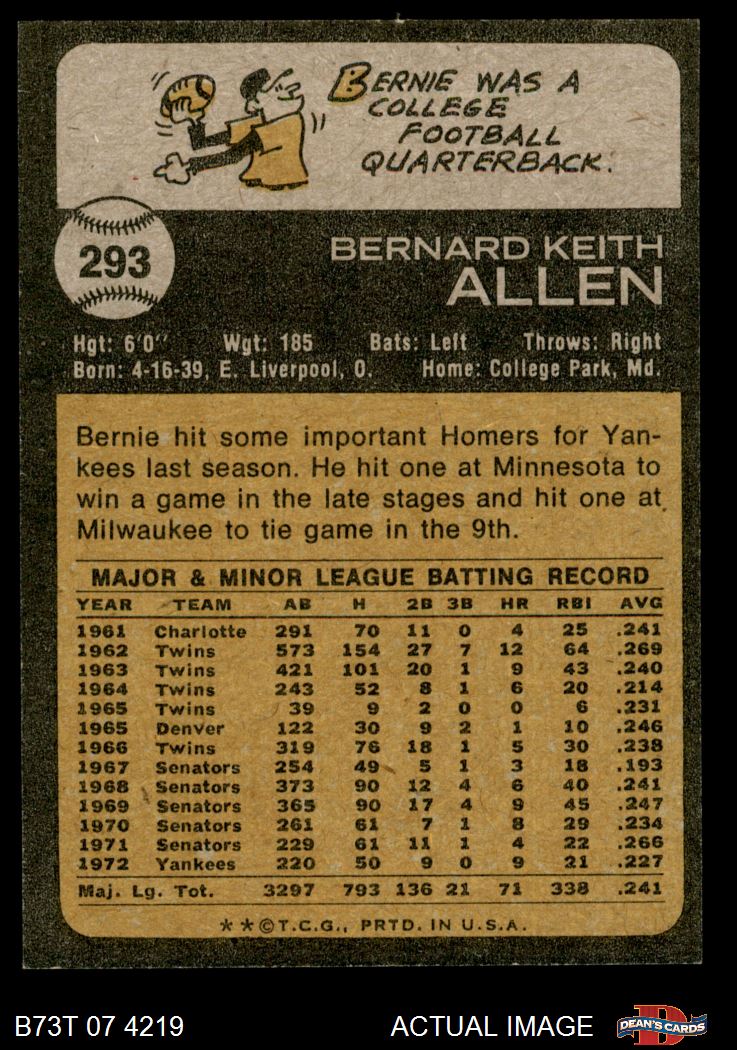 BERNIE WAS A
COLLEGE
FOOTBALL
QUARTERBACK.
293
BERNARD KEITH
ALLEN
Hgt: 6'0" Wgt: 185 Bats: Left Throws: Right
Born: 4-16-39, E. Liverpool, O. Home: College Park, Md.
Bernie hit some important Homers for Yan-
kees last season. He hit one at Minnesota to
win a game in the late stages and hit one at
Milwaukee to tie game in the 9th.
MAJOR & MINOR LEAGUE BATTING RECORD
YEAR TEAM AB H 2B 3B HR RBI AVG
1961 Charlotte 291 70 11 0 4 25 .241
1962 Twins 573 154 27 7 12 64 .269
1963 Twins 421 101 20 1 9 43 .240
1964 Twins 243 52 8 1 6 20 .214
1965 Twins 39 9 2 0 0 6 .231
1965 Denver 122 30 9 2 1 10 .246
1966 Twins 319 76 18 1 5 30 .238
1967 Senators 254 49 5 1 3 18 .193
1968 Senators 373 90 12 4 6 40 .241
1969 Senators 365 90 17 4 9 45 .247
1970 Senators 261 61 7 1 8 29 .234
1971 Senators 229 61 11 1 4 22 .266
1972 Yankees 220 50 9 0 9 21 .227
Maj. Lg. Tot. 3297 793 136 21 71 338 .241
* * © T.C.G., PRTD. IN U.S.A.
B73T 07 4219 ACTUAL IMAGE DEAN'S CARDS